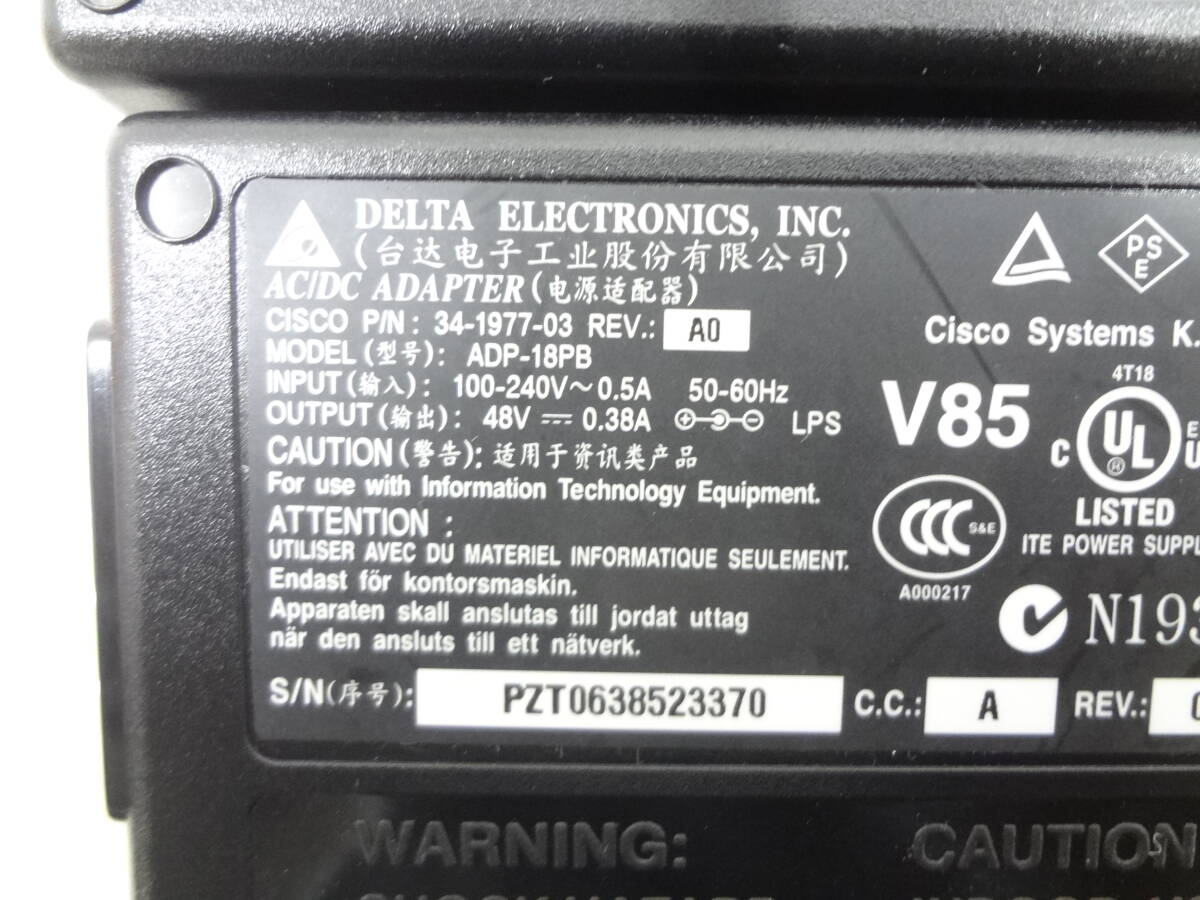 DELTA ELECTRONICS, INC.
(台达电子工业股份有限公司)
AC/DC ADAPTER (电源适配器)
CISCO P/N: 34-1977-03 REV.: A0
MODEL (型号): ADP-18PB
INPUT (输入): 100-240V~0.5A 50-60Hz
OUTPUT (输出): 48V ⎓ 0.38A LPS
CAUTION (警告): 适用于资讯类产品
For use with Information Technology Equipment.
ATTENTION :
UTILISER AVEC DU MATERIEL INFORMATIQUE SEULEMENT.
Endast för kontorsmaskin.
Apparaten skall anslutas till jordat uttag
när den ansluts till ett nätverk.
S/N(序号): PZT0638523370 C.C.: A REV.:
PSE
Cisco Systems K.
4T18
V85
C UL ®
LISTED
CCC S&E
ITE POWER
A000217
N193
WARNING:
CAUTION